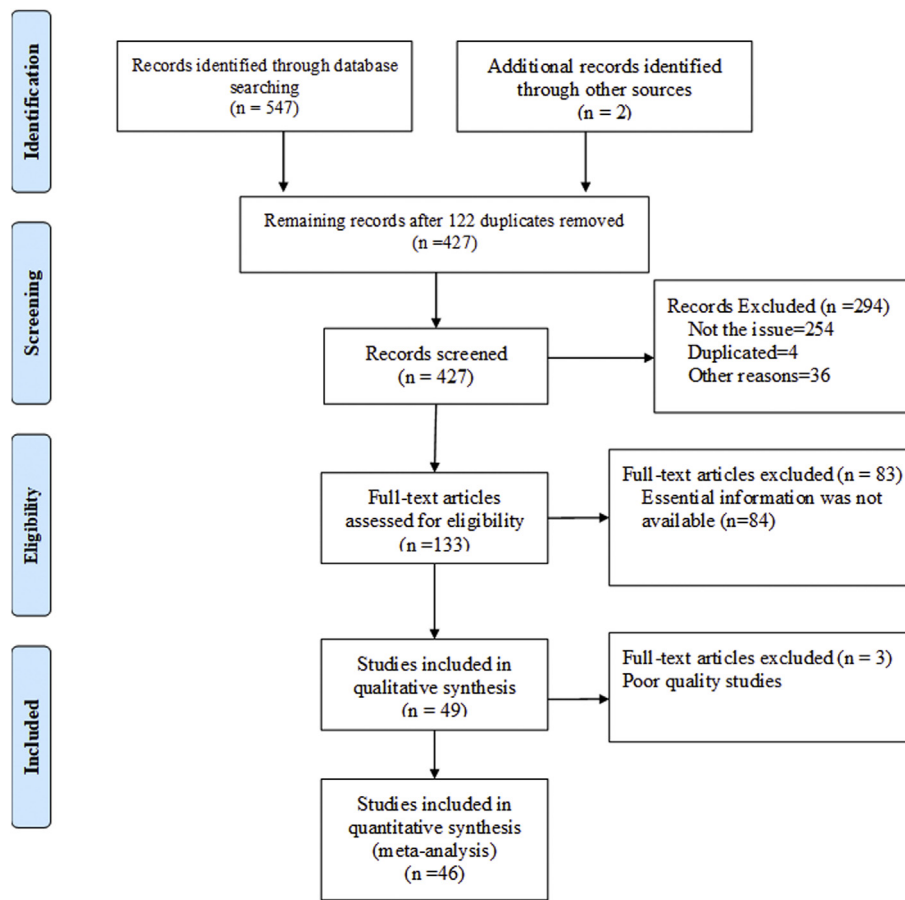 Identification
Records identified through database
searching
(n = 547)
Additional records identified
through other sources
(n = 2)
Remaining records after 122 duplicates removed
(n =427)
Screening
Records screened
(n = 427)
Records Excluded (n =294)
Not the issue=254
Duplicated=4
Other reasons=36
Eligibility
Full-text articles
assessed for eligibility
(n =133)
Full-text articles excluded (n = 83)
Essential information was not
available (n=84)
Included
Studies included in
qualitative synthesis
(n = 49)
Full-text articles excluded (n = 3)
Poor quality studies
Studies included in
quantitative synthesis
(meta-analysis)
(n =46)